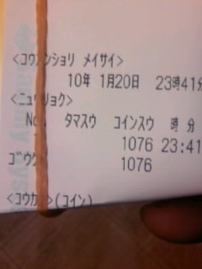 <コウカンショリ メイサイ>
10年 1月20日 23時41分
<ニュウリョク>
No. タマスウ コインスウ 時 分
1076 23:41
ゴウケ 1076
<コウカ >(コイン)